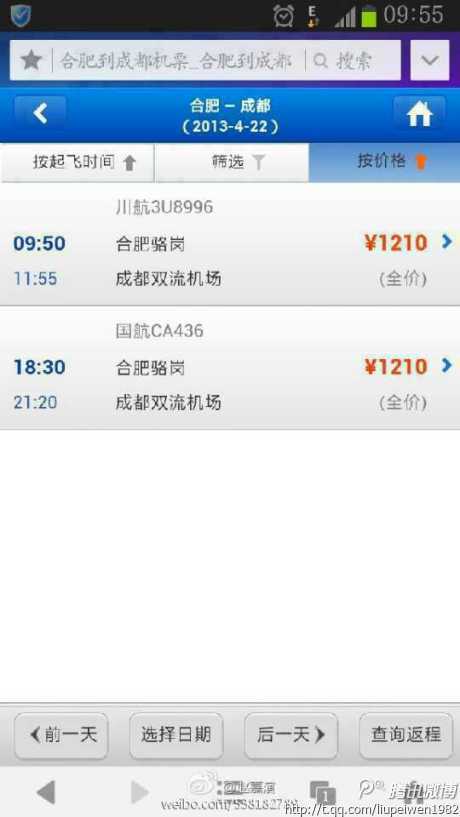 E
09:55
合肥到成都机票_合肥到成都 搜索
合肥 – 成都
(2013-4-22)
按起飞时间 筛选 按价格
川航3U8996
09:50 合肥骆岗 ¥1210
11:55 成都双流机场 (全价)
国航CA436
18:30 合肥骆岗 ¥1210
21:20 成都双流机场 (全价)
前一天 选择日期 后一天 查询返程
1
腾讯微博
http://t.qq.com/liupeiwen1982